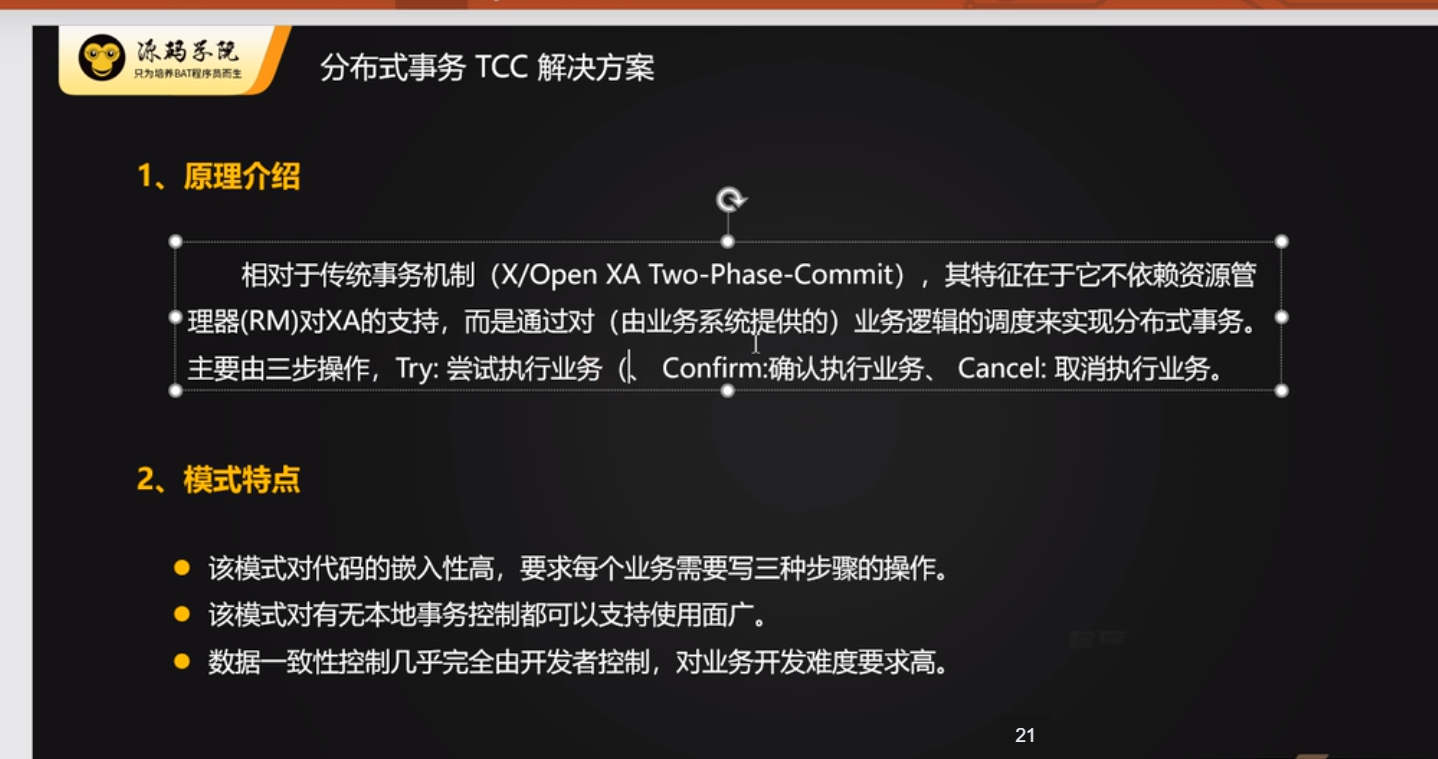 源码学院
只为培养BAT程序员而生
分布式事务 TCC 解决方案
1、原理介绍
相对于传统事务机制（X/Open XA Two-Phase-Commit），其特征在于它不依赖资源管
理器(RM)对XA的支持，而是通过对（由业务系统提供的）业务逻辑的调度来实现分布式事务。
主要由三步操作，Try: 尝试执行业务（、 Confirm:确认执行业务、 Cancel: 取消执行业务。
2、模式特点
该模式对代码的嵌入性高，要求每个业务需要写三种步骤的操作。
该模式对有无本地事务控制都可以支持使用面广。
数据一致性控制几乎完全由开发者控制，对业务开发难度要求高。
21